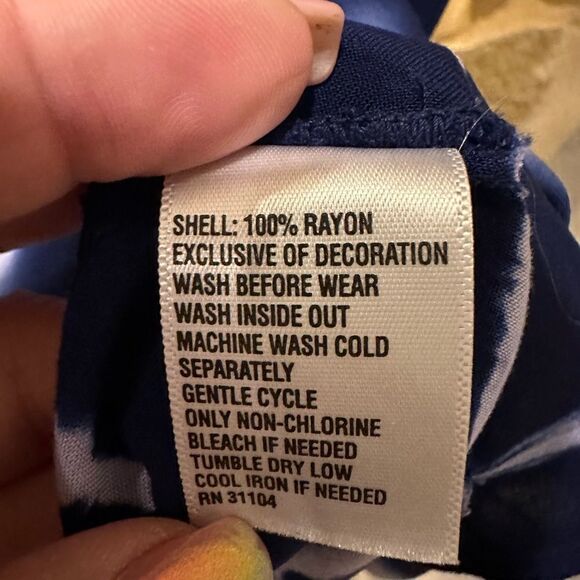 SHELL: 100% RAYON
EXCLUSIVE OF DECORATION
WASH BEFORE WEAR
WASH INSIDE OUT
MACHINE WASH COLD
SEPARATELY
GENTLE CYCLE
ONLY NON-CHLORINE
BLEACH IF NEEDED
TUMBLE DRY LOW
COOL IRON IF NEEDED
RN 31104